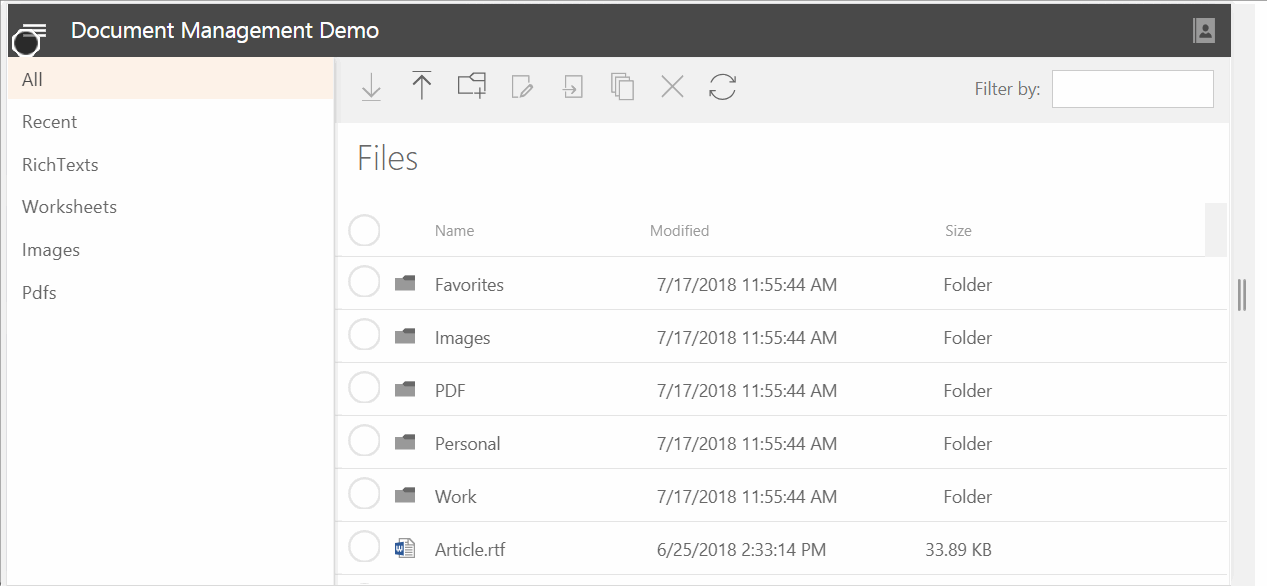 Document Management Demo
All
Recent
RichTexts
Worksheets
Images
Pdfs
Filter by:
Files
Name Modified Size
Favorites 7/17/2018 11:55:44 AM Folder
Images 7/17/2018 11:55:44 AM Folder
PDF 7/17/2018 11:55:44 AM Folder
Personal 7/17/2018 11:55:44 AM Folder
Work 7/17/2018 11:55:44 AM Folder
Article.rtf 6/25/2018 2:33:14 PM 33.89 KB